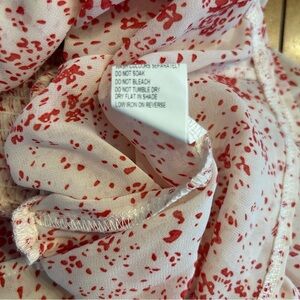 WASH COLOURS SEPARATELY
DO NOT SOAK
DO NOT BLEACH
DO NOT TUMBLE DRY
DRY FLAT IN SHADE
LOW IRON ON REVERSE